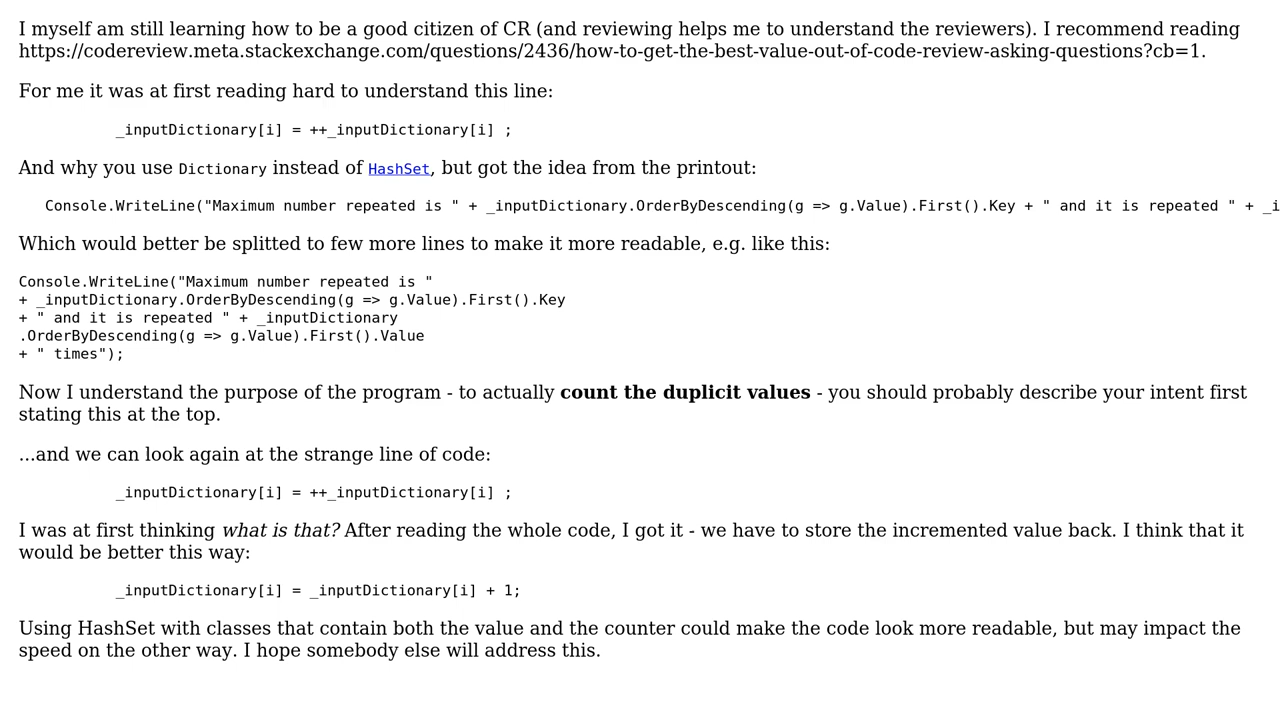 I myself am still learning how to be a good citizen of CR (and reviewing helps me to understand the reviewers). I recommend reading
https://codereview.meta.stackexchange.com/questions/2436/how-to-get-the-best-value-out-of-code-review-asking-questions?cb=1.
For me it was at first reading hard to understand this line:
_inputDictionary[i] = ++_inputDictionary[i] ;
And why you use Dictionary instead of HashSet, but got the idea from the printout:
Console.WriteLine("Maximum number repeated is " + _inputDictionary.OrderByDescending(g => g.Value).First().Key + " and it is repeated " + _i
Which would better be splitted to few more lines to make it more readable, e.g. like this:
Console.WriteLine("Maximum number repeated is "
+ _inputDictionary.OrderByDescending(g => g.Value).First().Key
+ " and it is repeated " + _inputDictionary
.OrderByDescending(g => g.Value).First().Value
+ " times");
Now I understand the purpose of the program - to actually count the duplicit values - you should probably describe your intent first
stating this at the top.
...and we can look again at the strange line of code:
_inputDictionary[i] = ++_inputDictionary[i] ;
I was at first thinking what is that? After reading the whole code, I got it - we have to store the incremented value back. I think that it
would be better this way:
_inputDictionary[i] = _inputDictionary[i] + 1;
Using HashSet with classes that contain both the value and the counter could make the code look more readable, but may impact the
speed on the other way. I hope somebody else will address this.